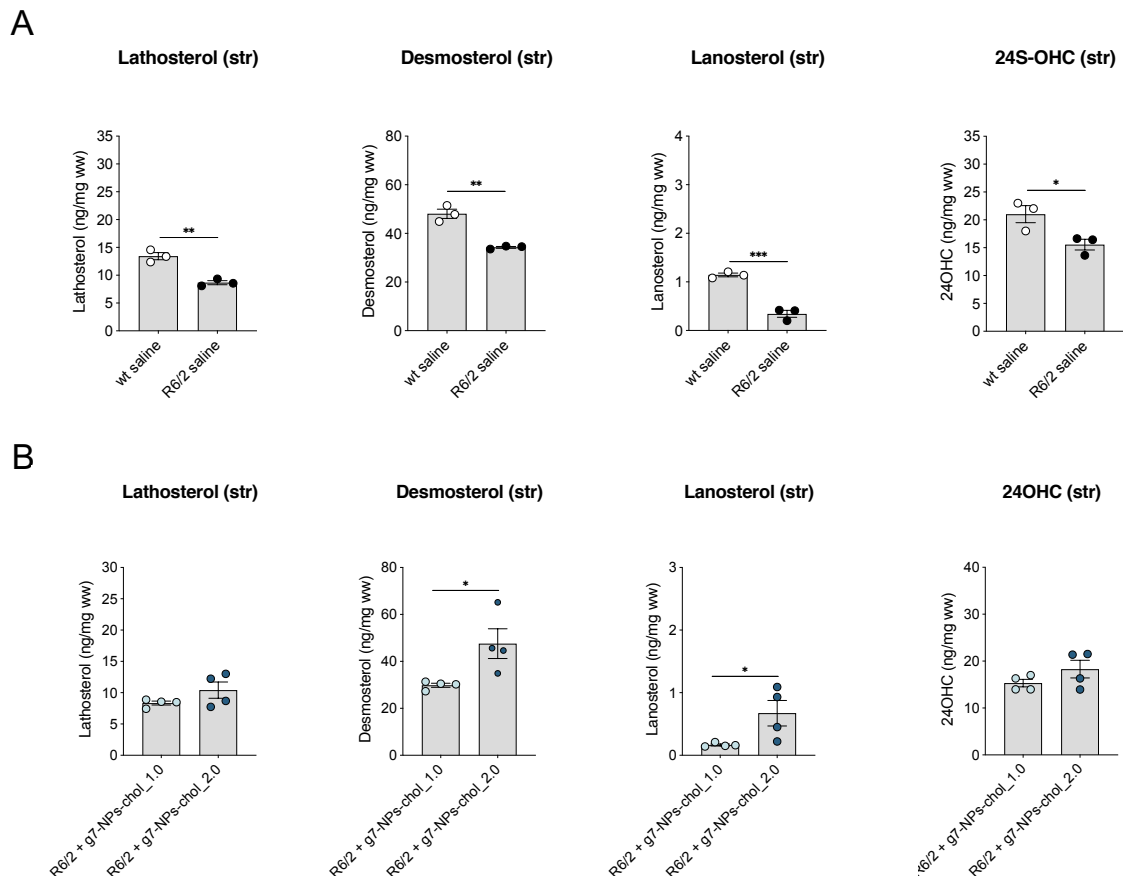 A
Lathosterol (str)
Desmosterol (str)
Lanosterol (str)
24S-OHC (str)
Lathosterol (ng/mg ww)
35
30
25
20
15
10
5
0
**
wt saline
R6/2 saline
Desmosterol (ng/mg ww)
80
60
40
20
0
**
wt saline
R6/2 saline
Lanosterol (ng/mg ww)
4
3
2
1
0
***
wt saline
R6/2 saline
24OHC (ng/mg ww)
35
30
25
20
15
10
5
0
*
wt saline
R6/2 saline
B
Lathosterol (str)
Desmosterol (str)
Lanosterol (str)
24OHC (str)
Lathosterol (ng/mg ww)
30
25
20
15
10
5
0
R6/2 + g7-NPs-chol_1.0
R6/2 + g7-NPs-chol_2.0
Desmosterol (ng/mg ww)
80
60
40
20
0
*
R6/2 + g7-NPs-chol_1.0
R6/2 + g7-NPs-chol_2.0
Lanosterol (ng/mg ww)
3
2
1
0
*
R6/2 + g7-NPs-chol_1.0
R6/2 + g7-NPs-chol_2.0
24OHC (ng/mg ww)
40
30
20
10
0
R6/2 + g7-NPs-chol_1.0
R6/2 + g7-NPs-chol_2.0